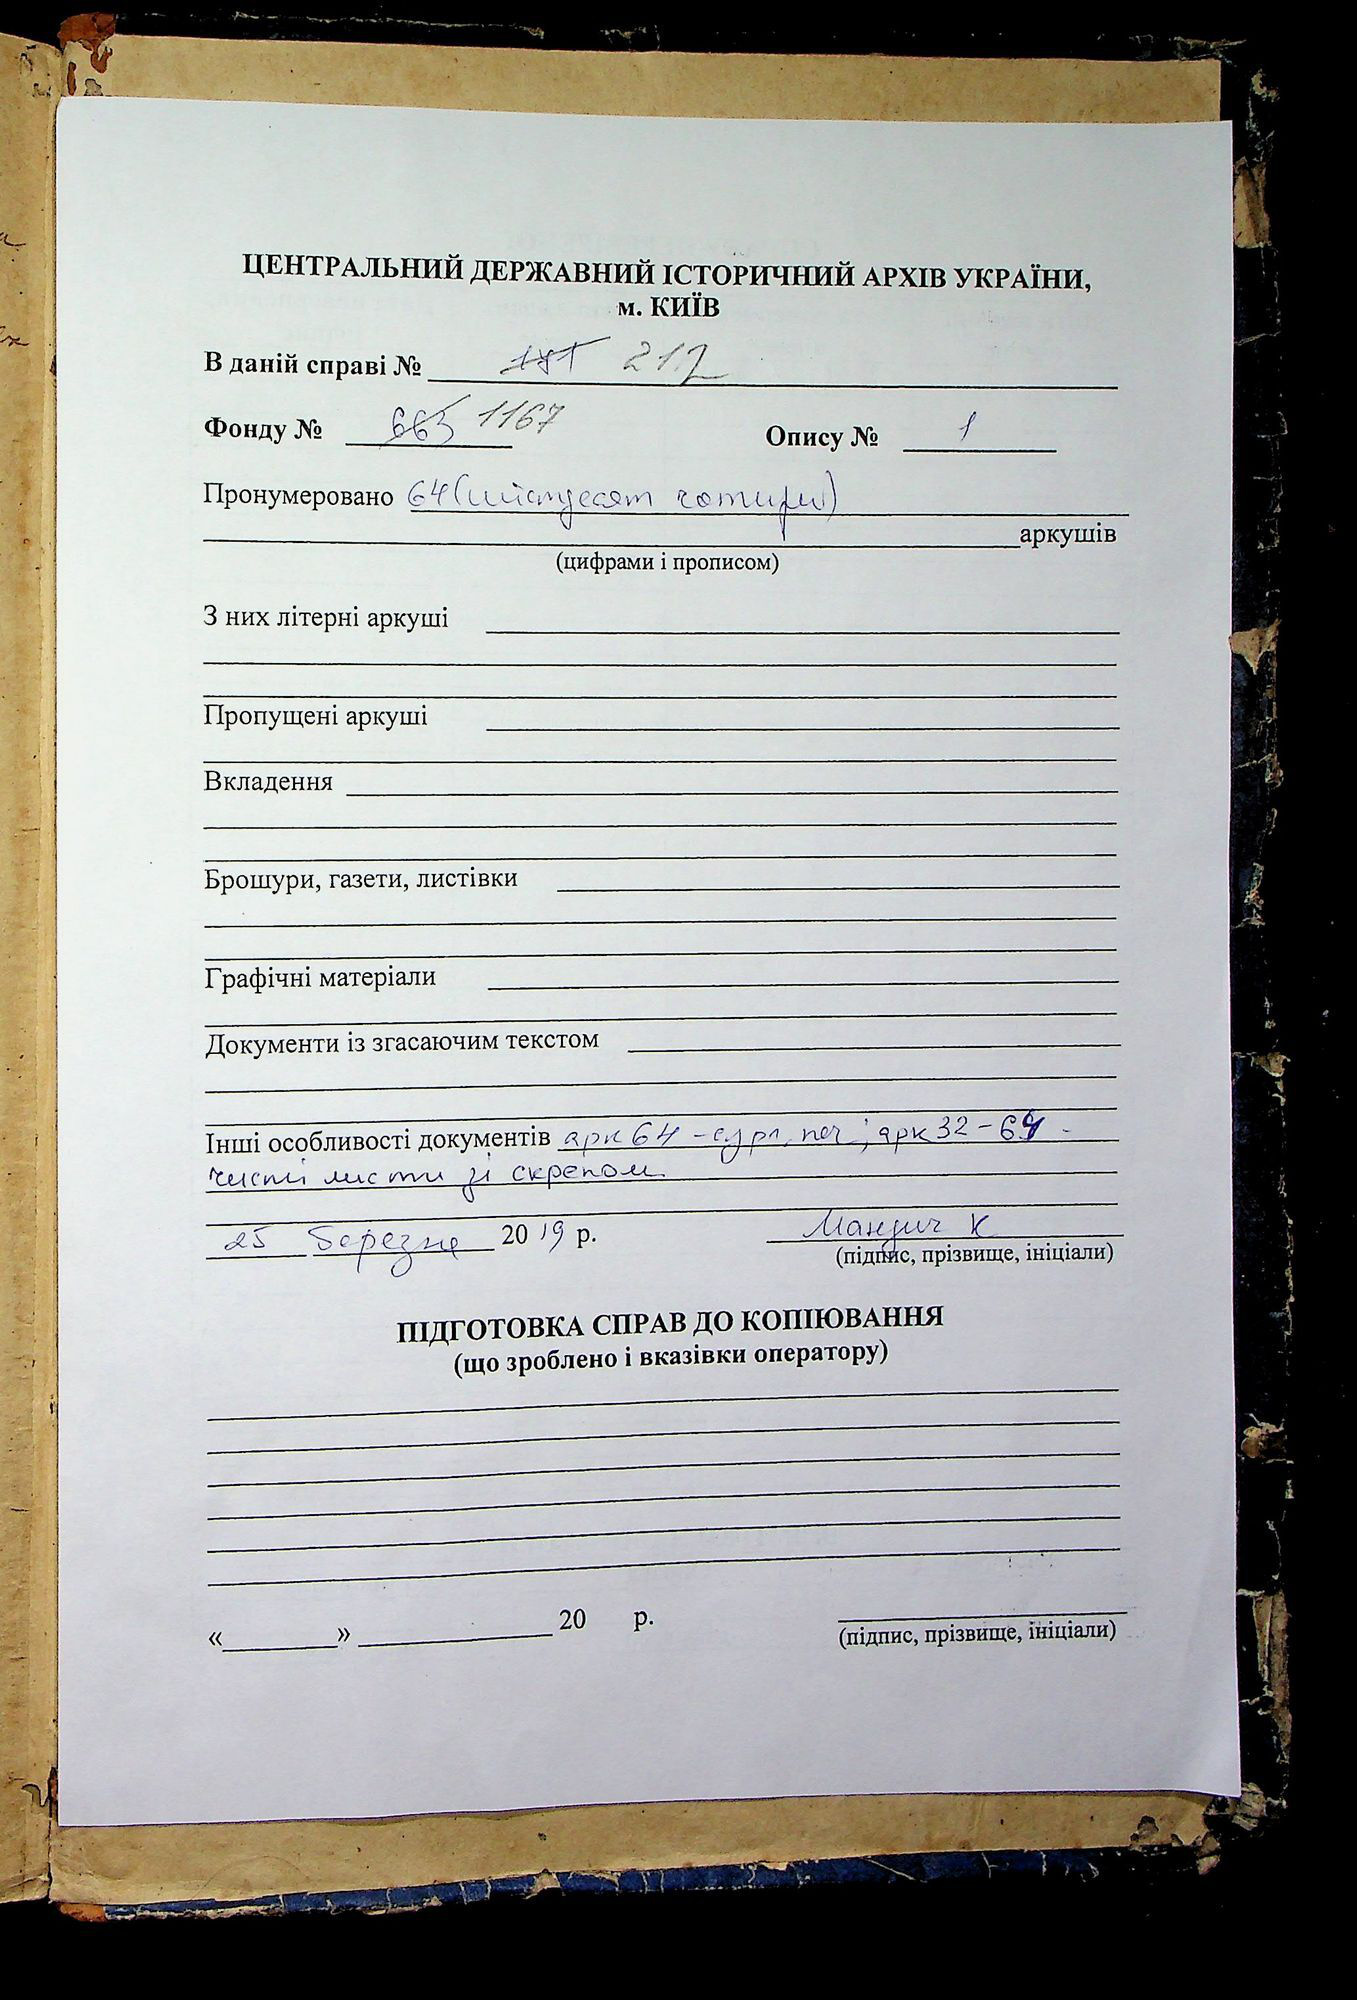 ЦЕНТРАЛЬНИЙ ДЕРЖАВНИЙ ІСТОРИЧНИЙ АРХІВ УКРАЇНИ,
м. КИЇВ
В даній справі № 212
Фонду № 663 1167 Опису № 1
Пронумеровано 64 (шістдесят чотири)
аркушів
(цифрами і прописом)
З них літерні аркуші
Пропущені аркуші
Вкладення
Брошури, газети, листівки
Графічні матеріали
Документи із згасаючим текстом
Інші особливості документів арк 64 - сург. печ; арк 32-64 -
чисті листи зі скрепом
25 березня 2019 р. Мандич К
(підпис, прізвище, ініціали)
ПІДГОТОВКА СПРАВ ДО КОПІЮВАННЯ
(що зроблено і вказівки оператору)
« » 20 р.
(підпис, прізвище, ініціали)